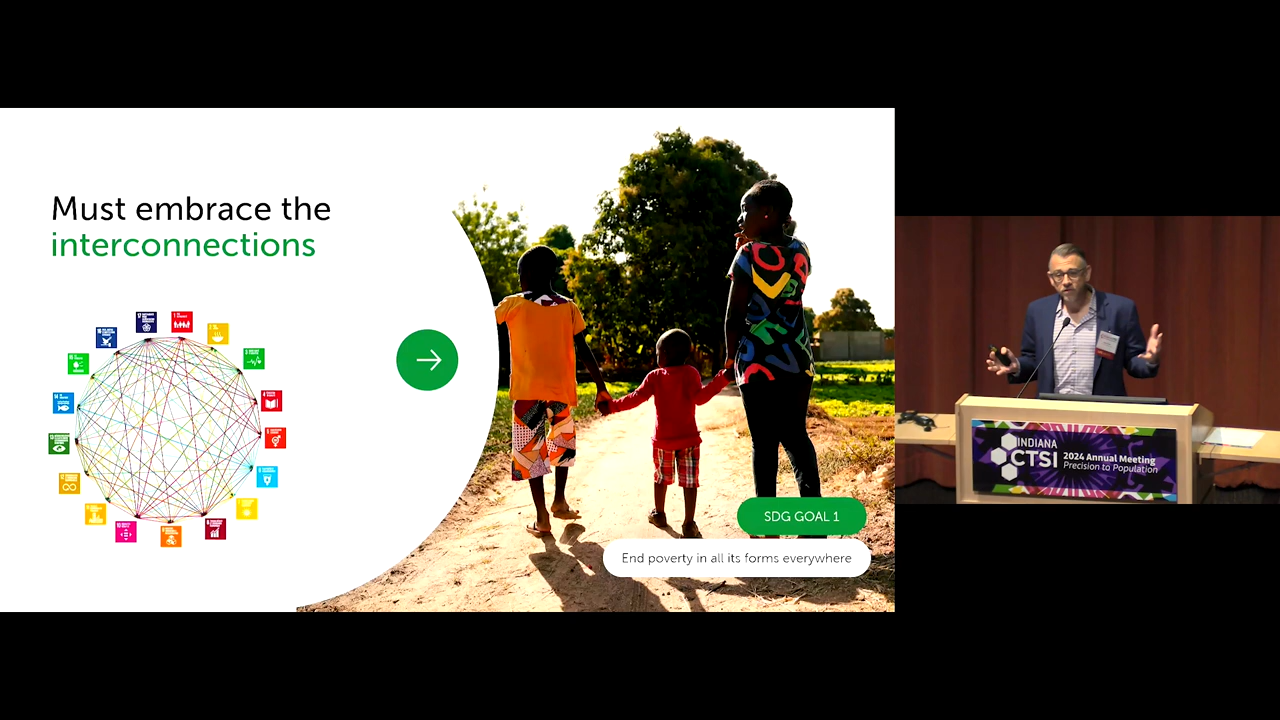 Must embrace the
interconnections
SDG GOAL 1
End poverty in all its forms everywhere
INDIANA
CTSI
2024 Annual Meeting
Precision to Population